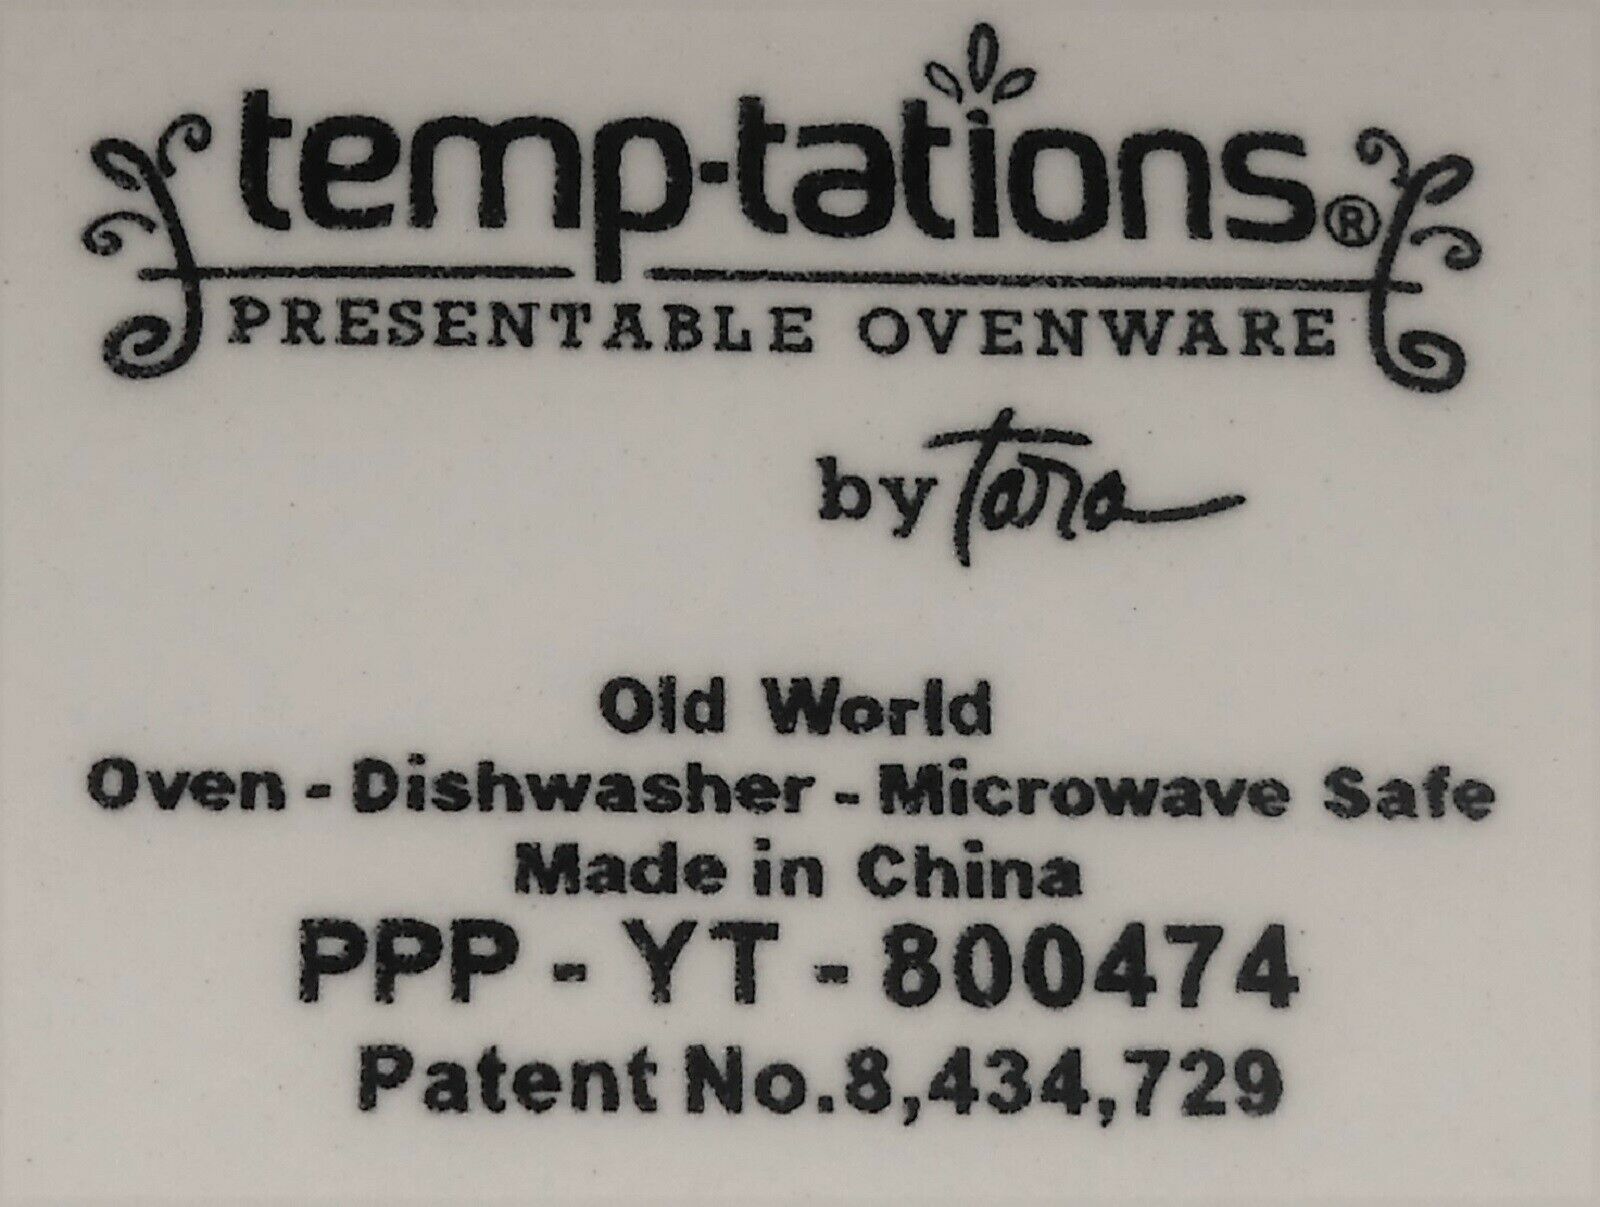 temp-tations®
PRESENTABLE OVENWARE
by Tara
Old World
Oven - Dishwasher - Microwave Safe
Made in China
PPP - YT - 800474
Patent No.8,434,729